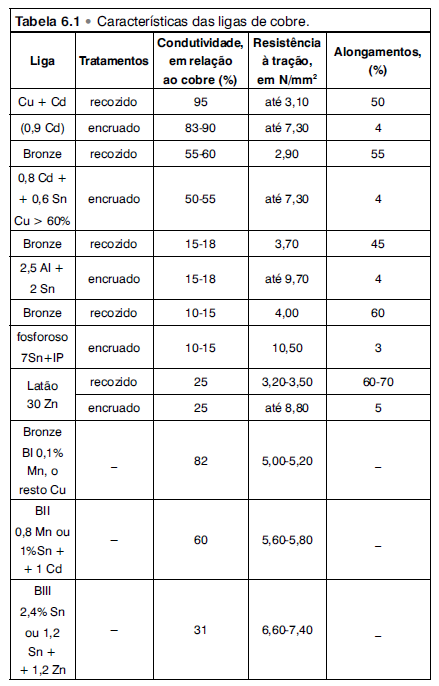 Tabela 6.1 • Características das ligas de cobre.
Liga | Tratamentos | Condutividade, em relação ao cobre (%) | Resistência à tração, em N/mm² | Alongamentos, (%)
Cu + Cd | recozido | 95 | até 3,10 | 50
(0,9 Cd) | encruado | 83-90 | até 7,30 | 4
Bronze | recozido | 55-60 | 2,90 | 55
0,8 Cd + + 0,6 Sn Cu > 60% | encruado | 50-55 | até 7,30 | 4
Bronze | recozido | 15-18 | 3,70 | 45
2,5 Al + 2 Sn | encruado | 15-18 | até 9,70 | 4
Bronze | recozido | 10-15 | 4,00 | 60
fosforoso 7Sn+IP | encruado | 10-15 | 10,50 | 3
Latão 30 Zn | recozido | 25 | 3,20-3,50 | 60-70
encruado | 25 | até 8,80 | 5
Bronze BI 0,1% Mn, o resto Cu | – | 82 | 5,00-5,20 | –
BII 0,8 Mn ou 1%Sn + + 1 Cd | – | 60 | 5,60-5,80 | –
BIII 2,4% Sn ou 1,2 Sn + + 1,2 Zn | – | 31 | 6,60-7,40 | –